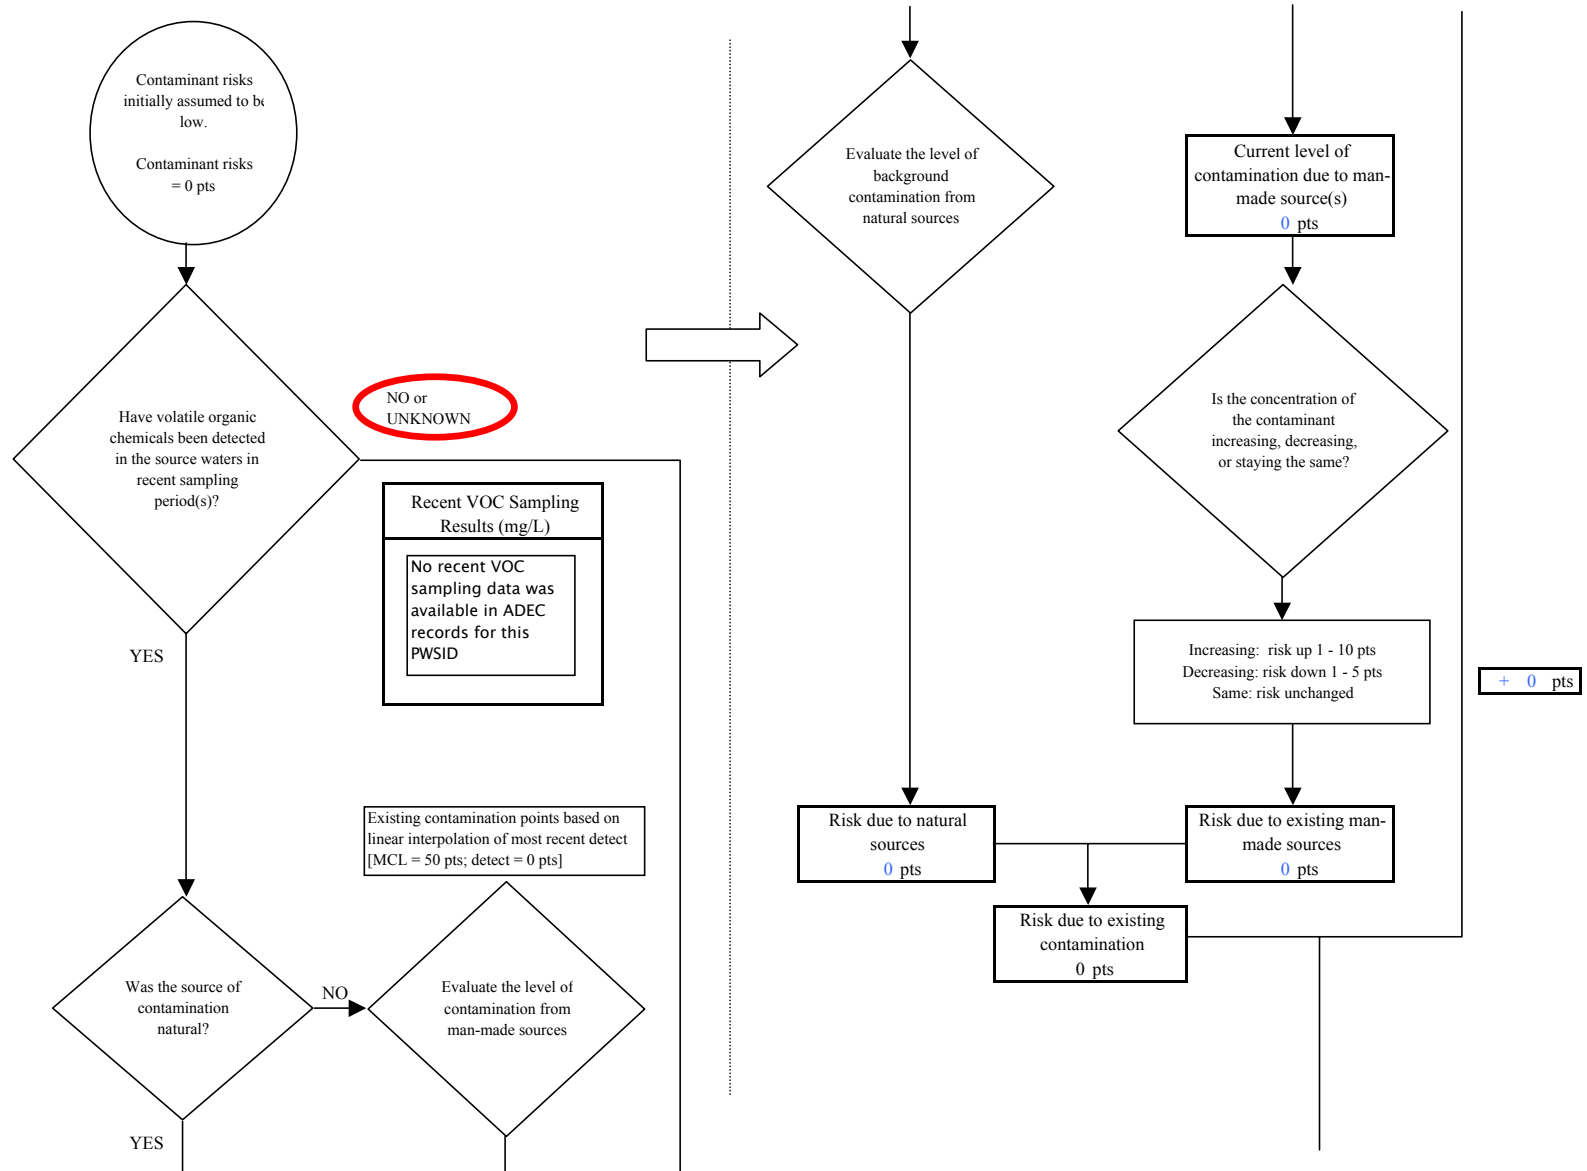 Contaminant risks
initially assumed to be
low.
Contaminant risks
= 0 pts
Have volatile organic
chemicals been detected
in the source waters in
recent sampling
period(s)?
NO or
UNKNOWN
Recent VOC Sampling
Results (mg/L)
No recent VOC
sampling data was
available in ADEC
records for this
PWSID
YES
Existing contamination points based on
linear interpolation of most recent detect
[MCL = 50 pts; detect = 0 pts]
Was the source of
contamination
natural?
NO
Evaluate the level of
contamination from
man-made sources
YES
Evaluate the level of
background
contamination from
natural sources
Current level of
contamination due to man-
made source(s)
0 pts
Is the concentration of
the contaminant
increasing, decreasing,
or staying the same?
Increasing: risk up 1 - 10 pts
Decreasing: risk down 1 - 5 pts
Same: risk unchanged
+ 0 pts
Risk due to natural
sources
0 pts
Risk due to existing man-
made sources
0 pts
Risk due to existing
contamination
0 pts